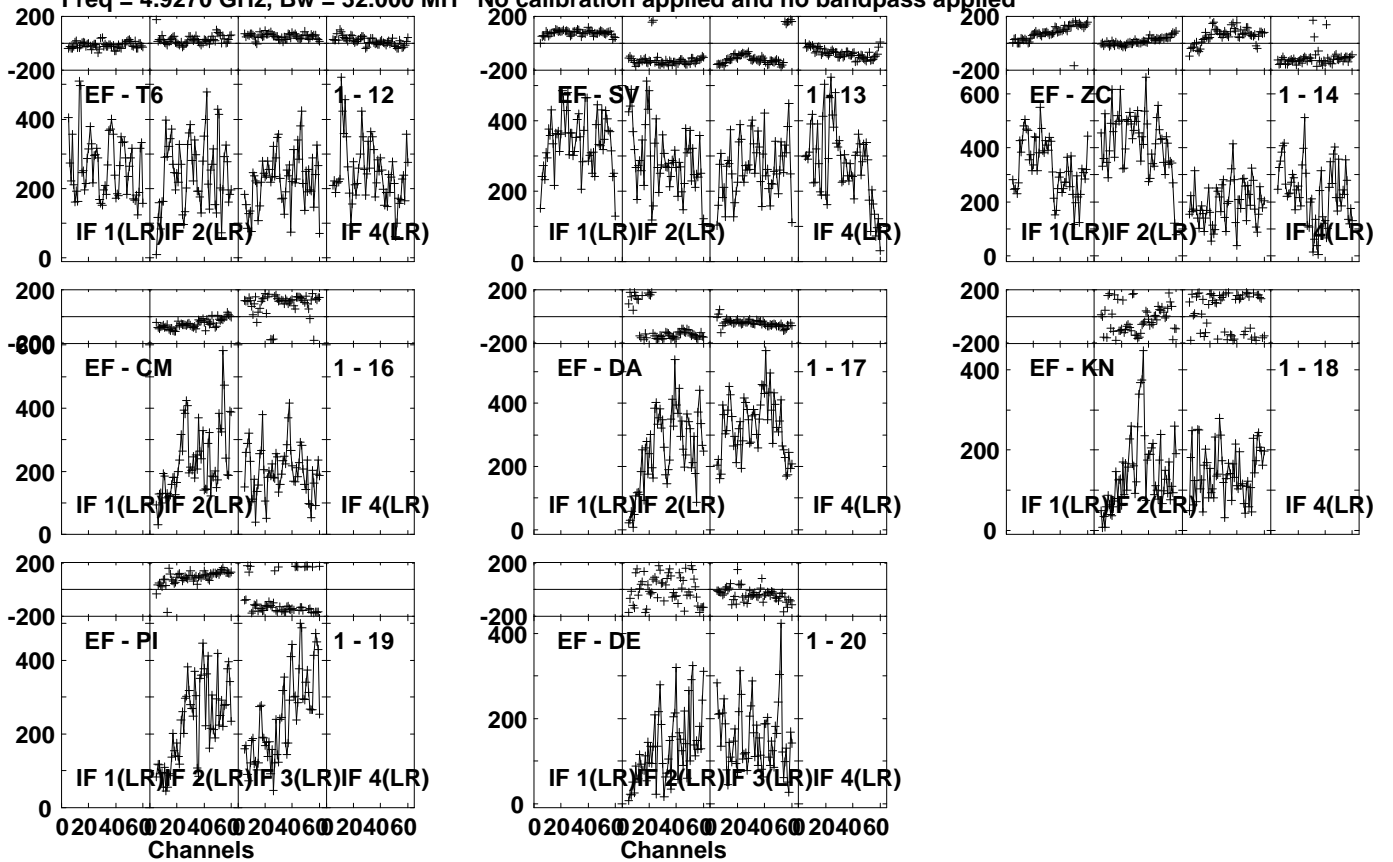 Freq = 4.9270 GHz, Bw = 32.000 MH No calibration applied and no bandpass applied
200
-200
EF - T6
1 - 12
400
200
0
IF 1(LR)
IF 2(LR)
IF 4(LR)
200
-200
EF - SV
1 - 13
400
200
0
IF 1(LR)
IF 2(LR)
IF 4(LR)
200
-200
EF - ZC
1 - 14
600
400
200
0
IF 1(LR)
IF 2(LR)
IF 4(LR)
200
-200
600
EF - CM
1 - 16
400
200
0
IF 1(LR)
IF 2(LR)
IF 4(LR)
200
-200
EF - DA
1 - 17
400
200
0
IF 1(LR)
IF 2(LR)
IF 4(LR)
200
-200
EF - KN
1 - 18
400
200
0
IF 1(LR)
IF 2(LR)
IF 4(LR)
200
-200
EF - PI
1 - 19
400
200
0
IF 1(LR)
IF 2(LR)
IF 3(LR)
IF 4(LR)
0 20 40 60 0 20 40 60 0 20 40 60 0 20 40 60
Channels
200
-200
EF - DE
1 - 20
400
200
0
IF 1(LR)
IF 2(LR)
IF 3(LR)
IF 4(LR)
0 20 40 60 0 20 40 60 0 20 40 60 0 20 40 60
Channels